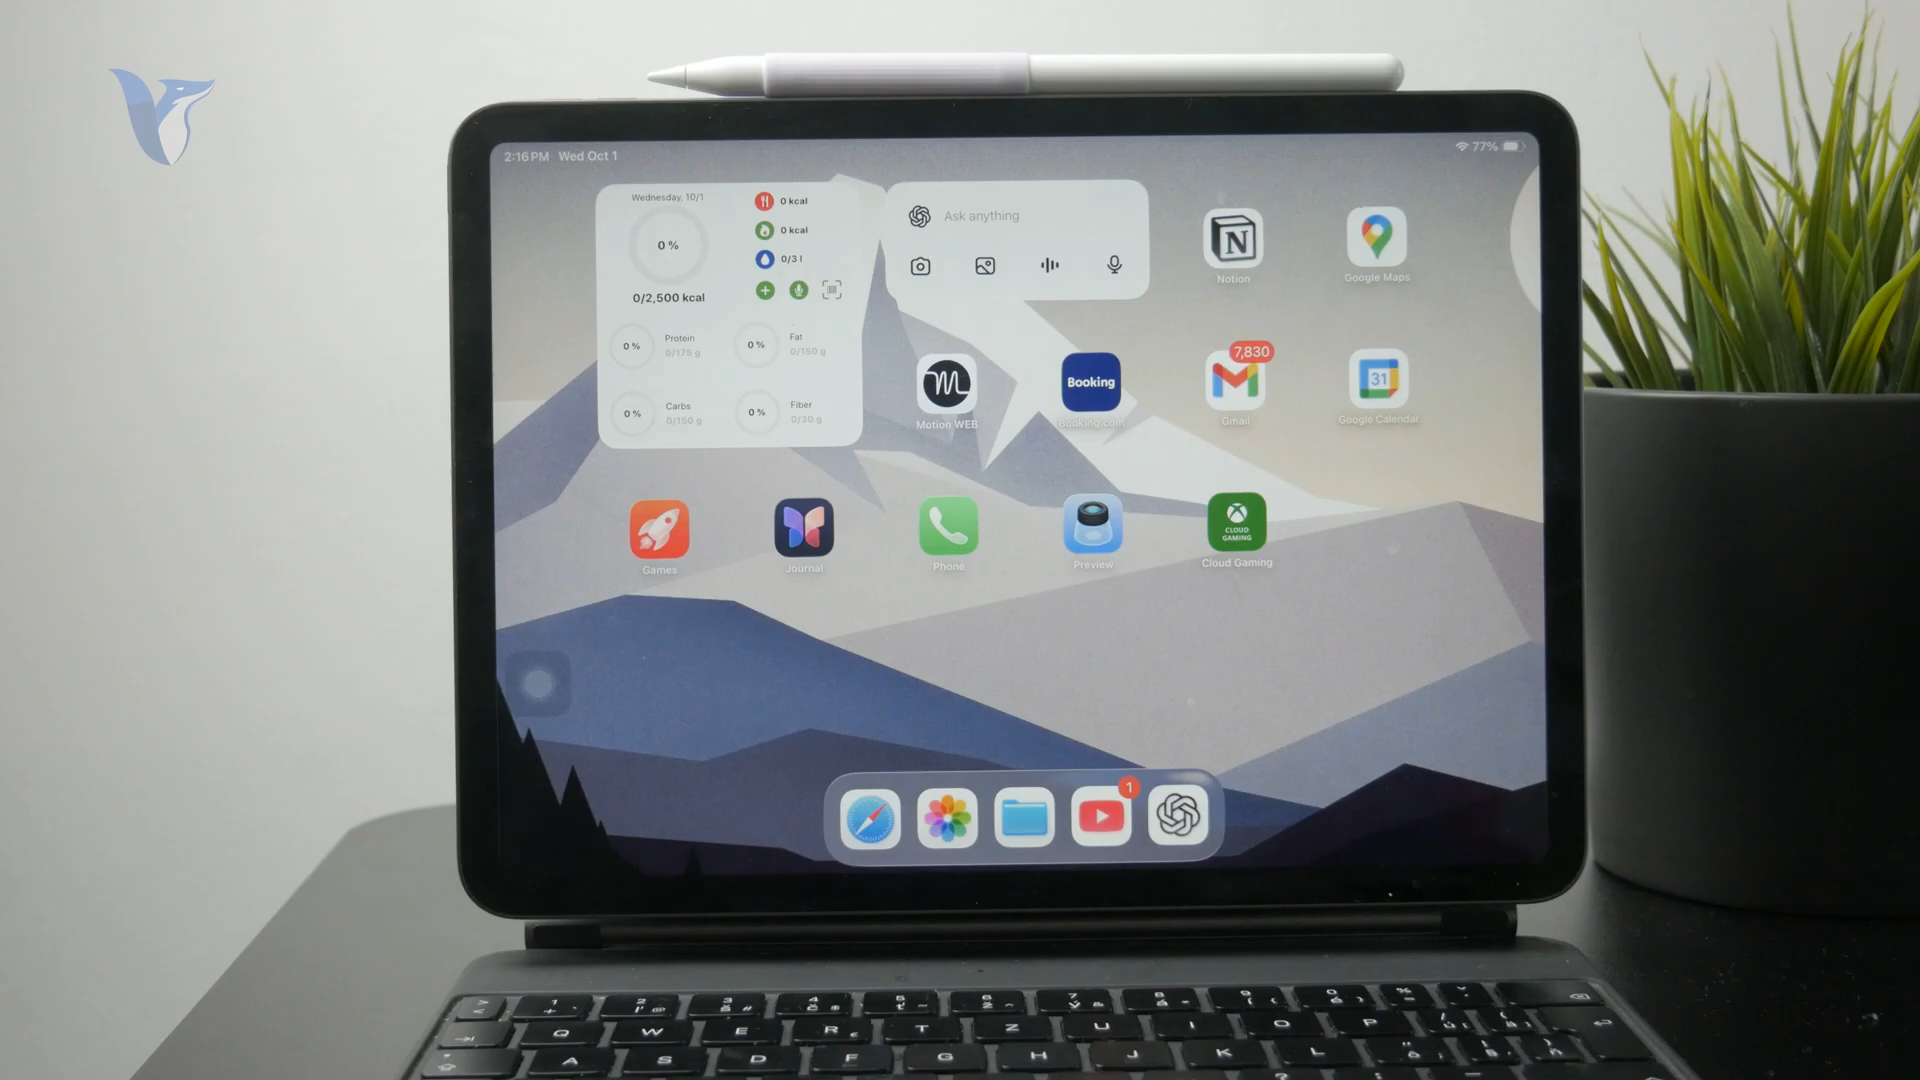 2:16 PM Wed Oct 1
77%
Wednesday, 10/1
0 %
0/2,500 kcal
0 kcal
0 kcal
0/3 l
0 %
Protein
0/175 g
0 %
Fat
0/150 g
0 %
Carbs
0/150 g
0 %
Fiber
0/30 g
Ask anything
N
Notion
Google Maps
Motion WEB
Booking
Booking.com
7,830
Gmail
31
Google Calendar
Games
Journal
Phone
Preview
CLOUD
GAMING
Cloud Gaming
1
Q W E R T Z U I O P
A S D F G H J K L